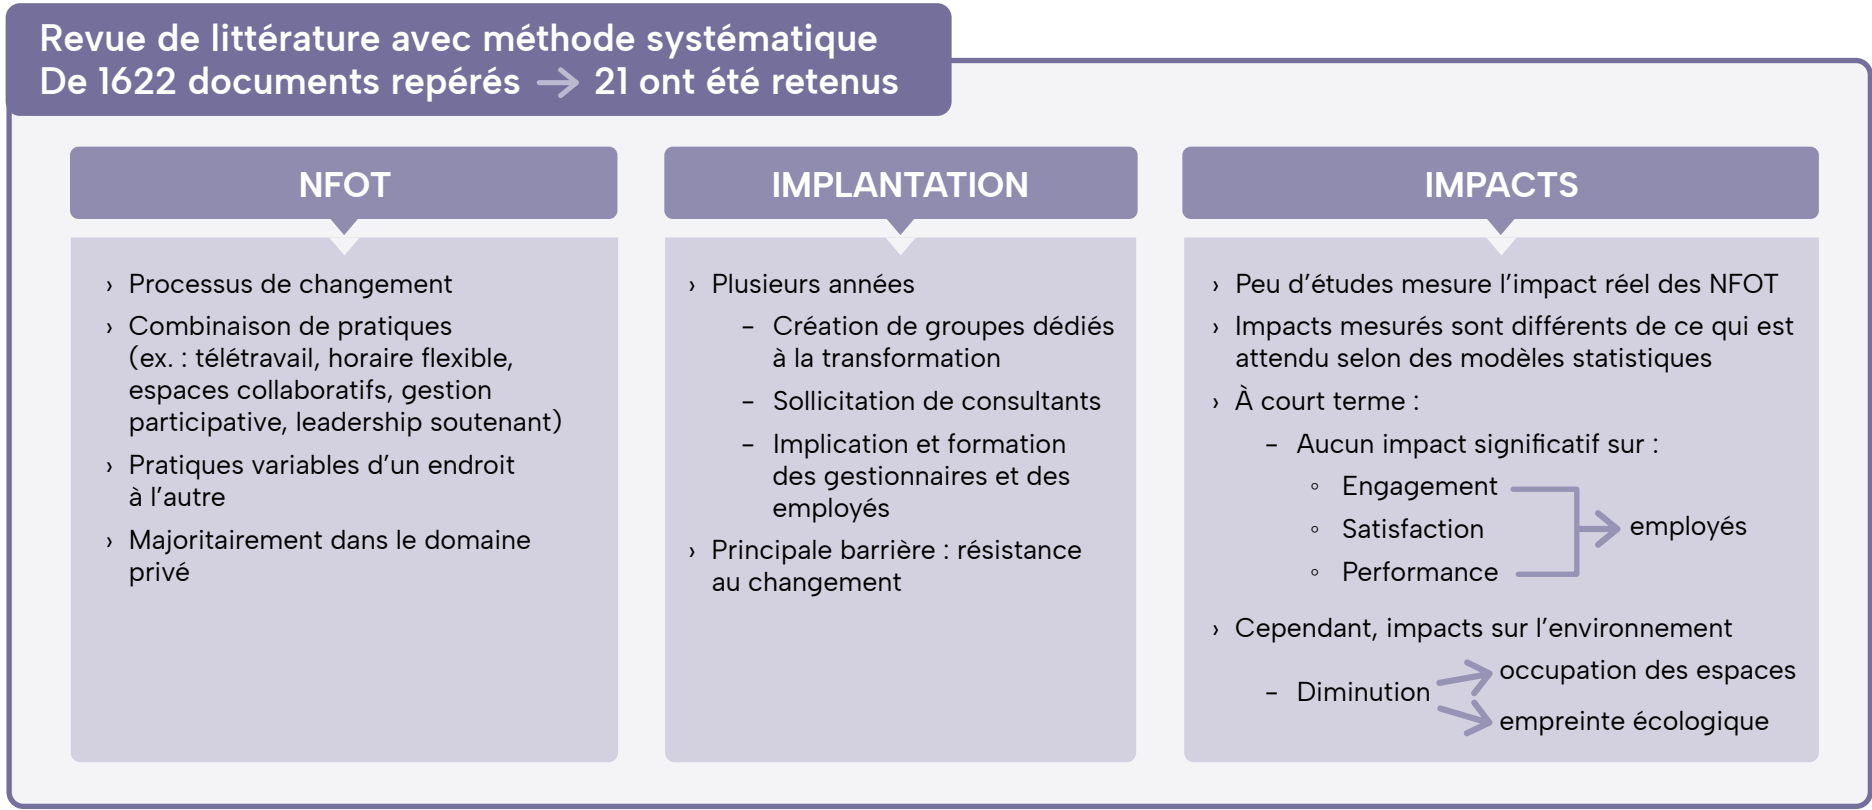 Revue de littérature avec méthode systématique
De 1622 documents repérés → 21 ont été retenus
NFOT
› Processus de changement
› Combinaison de pratiques
(ex. : télétravail, horaire flexible,
espaces collaboratifs, gestion
participative, leadership soutenant)
› Pratiques variables d’un endroit
à l’autre
› Majoritairement dans le domaine
privé
IMPLANTATION
› Plusieurs années
– Création de groupes dédiés
à la transformation
– Sollicitation de consultants
– Implication et formation
des gestionnaires et des
employés
› Principale barrière : résistance
au changement
IMPACTS
› Peu d’études mesure l’impact réel des NFOT
› Impacts mesurés sont différents de ce qui est
attendu selon des modèles statistiques
› À court terme :
– Aucun impact significatif sur :
◦ Engagement
◦ Satisfaction
◦ Performance
employés
› Cependant, impacts sur l’environnement
– Diminution
occupation des espaces
empreinte écologique